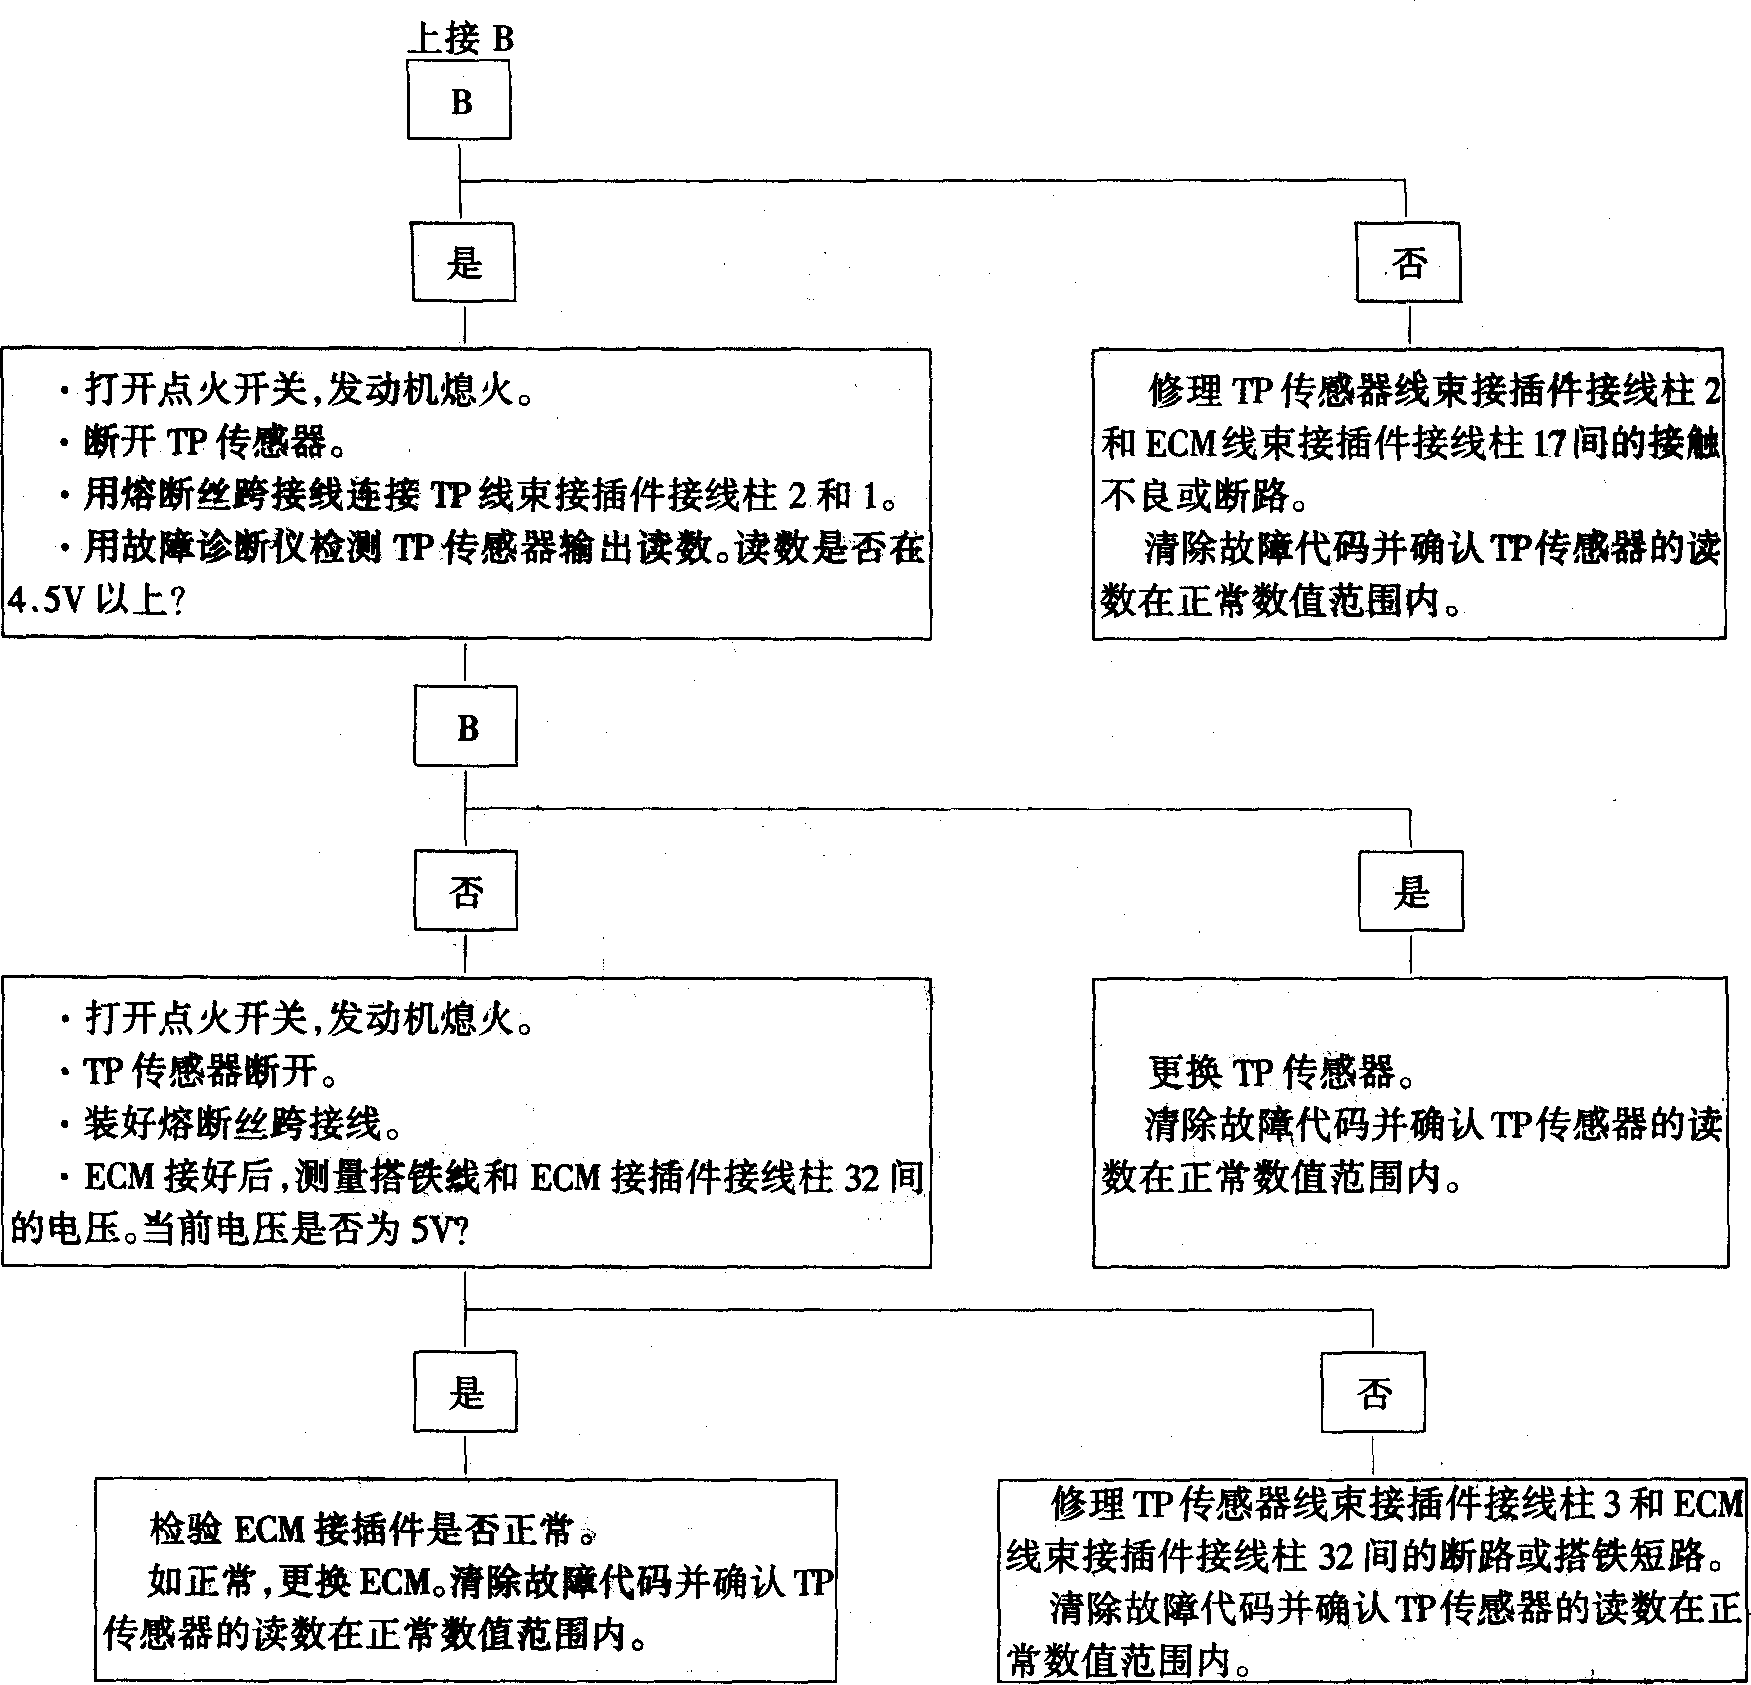 上接 B
B
是
否
·打开点火开关,发动机熄火。
·断开 TP 传感器。
·用熔断丝跨接线连接 TP 线束接插件接线柱 2 和 1。
·用故障诊断仪检测 TP 传感器输出读数。读数是否在
4.5V 以上?
修理 TP 传感器线束接插件接线柱 2
和 ECM 线束接插件接线柱 17 间的接触
不良或断路。
清除故障代码并确认 TP 传感器的读
数在正常数值范围内。
B
否
是
·打开点火开关,发动机熄火。
·TP 传感器断开。
·装好熔断丝跨接线。
·ECM 接好后,测量搭铁线和 ECM 接插件接线柱 32 间
的电压。当前电压是否为 5V?
更换 TP 传感器。
清除故障代码并确认 TP 传感器的读
数在正常数值范围内。
是
否
检验 ECM 接插件是否正常。
如正常,更换 ECM。清除故障代码并确认 TP
传感器的读数在正常数值范围内。
修理 TP 传感器线束接插件接线柱 3 和 ECM
线束接插件接线柱 32 间的断路或搭铁短路。
清除故障代码并确认 TP 传感器的读数在正
常数值范围内。